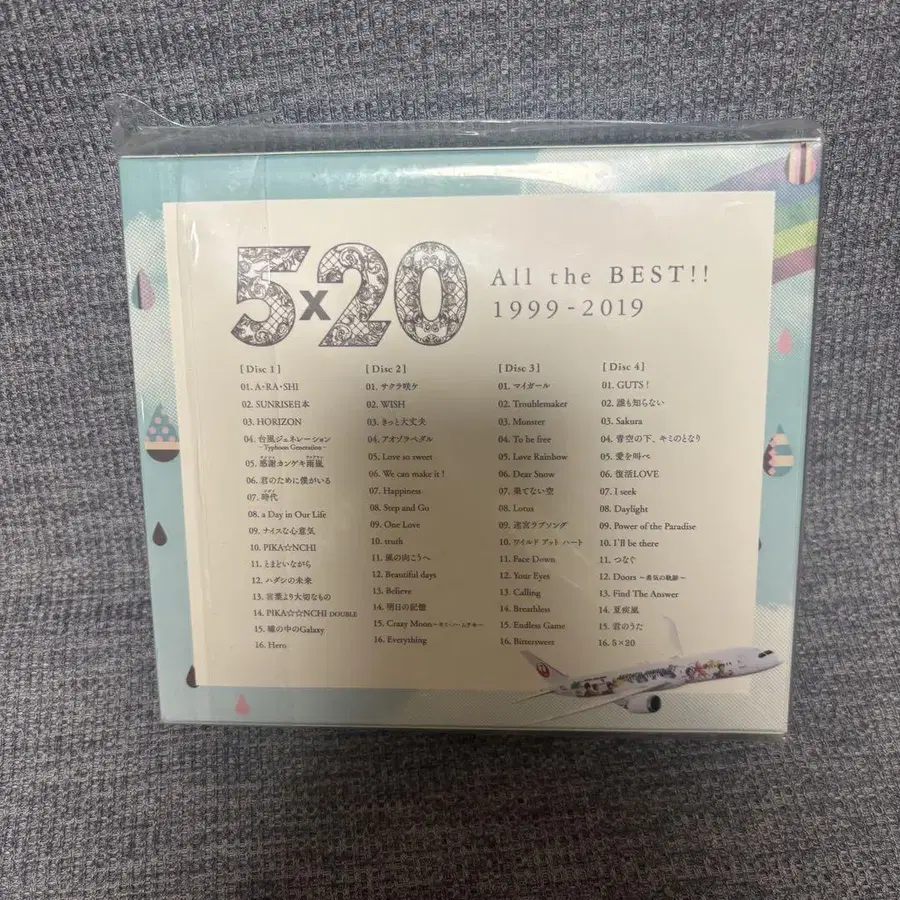 5×20
All the BEST!!
1999-2019
[Disc 1]
01. A・RA・SHI
02. SUNRISE日本
03. HORIZON
04. 台風ジェネレーション
-Typhoon Generation-
05. 感謝カンゲキ雨風
06. 君のために僕がいる
07. 時代
08. a Day in Our Life
09. ナイスな心意気
10. PIKA☆NCHI
11. とまどいながら
12. ハダシの未来
13. 言葉より大切なもの
14. PIKA☆☆NCHI DOUBLE
15. 瞳の中のGalaxy
16. Hero
[Disc 2]
01. サクラ咲ケ
02. WISH
03. きっと大丈夫
04. アオゾラペダル
05. Love so sweet
06. We can make it !
07. Happiness
08. Step and Go
09. One Love
10. truth
11. 風の向こうへ
12. Beautiful days
13. Believe
14. 明日の記憶
15. Crazy Moon～キミ・ハ・ムテキ～
16. Everything
[Disc 3]
01. マイガール
02. Troublemaker
03. Monster
04. To be free
05. Love Rainbow
06. Dear Snow
07. 果てない空
08. Lotus
09. 迷宮ラブソング
10. ワイルド アット ハート
11. Face Down
12. Your Eyes
13. Calling
14. Breathless
15. Endless Game
16. Bittersweet
[Disc 4]
01. GUTS !
02. 誰も知らない
03. Sakura
04. 青空の下、キミのとなり
05. 愛を叫べ
06. 復活LOVE
07. I seek
08. Daylight
09. Power of the Paradise
10. I'll be there
11. つなぐ
12. Doors ～勇気の軌跡～
13. Find The Answer
14. 夏疾風
15. 君のうた
16. 5×20